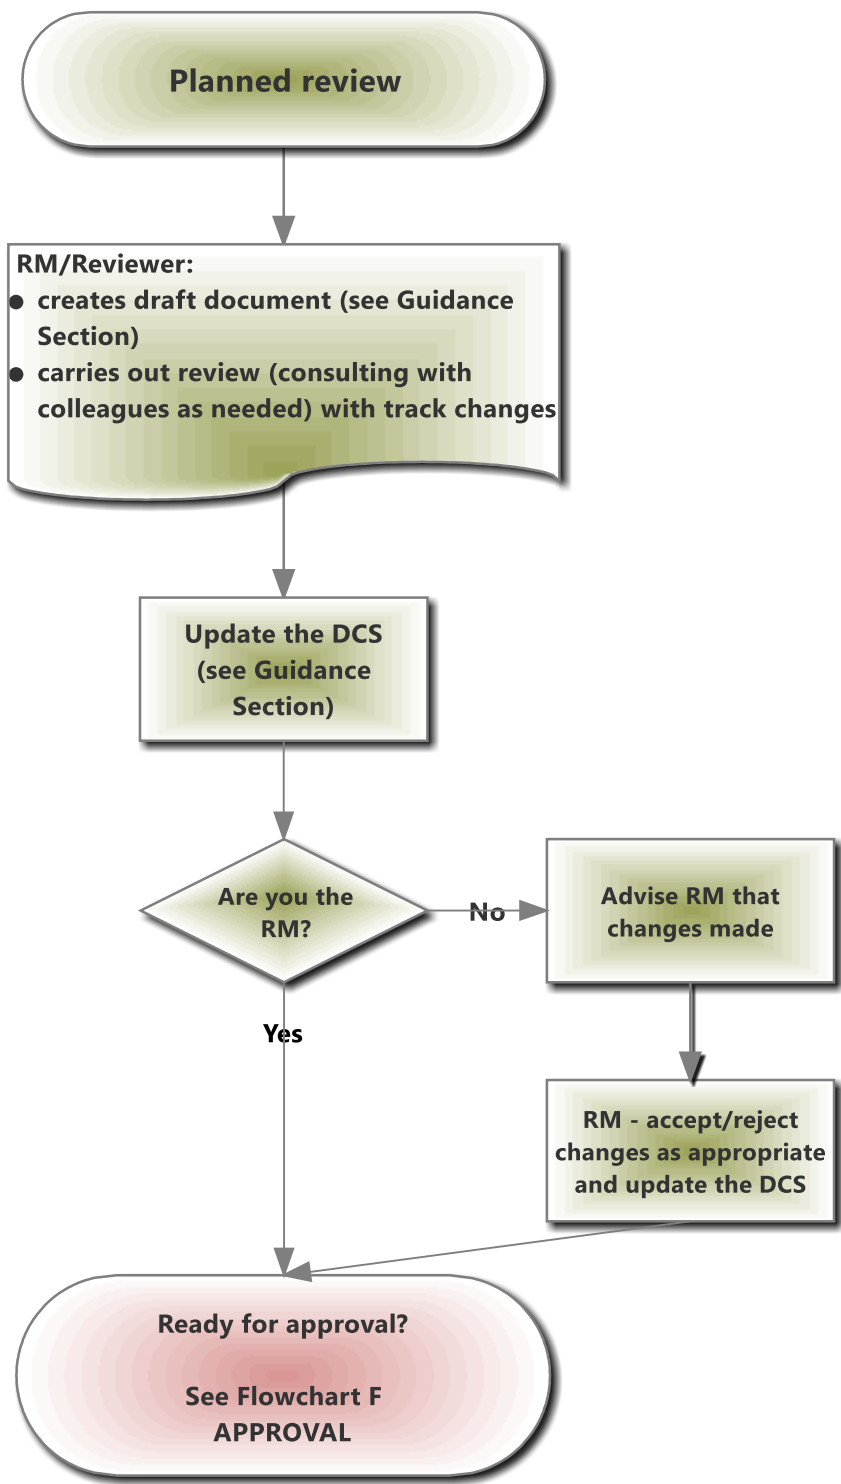 Planned review
RM/Reviewer:
● creates draft document (see Guidance
Section)
● carries out review (consulting with
colleagues as needed) with track changes
Update the DCS
(see Guidance
Section)
Are you the
RM?
No
Advise RM that
changes made
Yes
RM - accept/reject
changes as appropriate
and update the DCS
Ready for approval?
See Flowchart F
APPROVAL